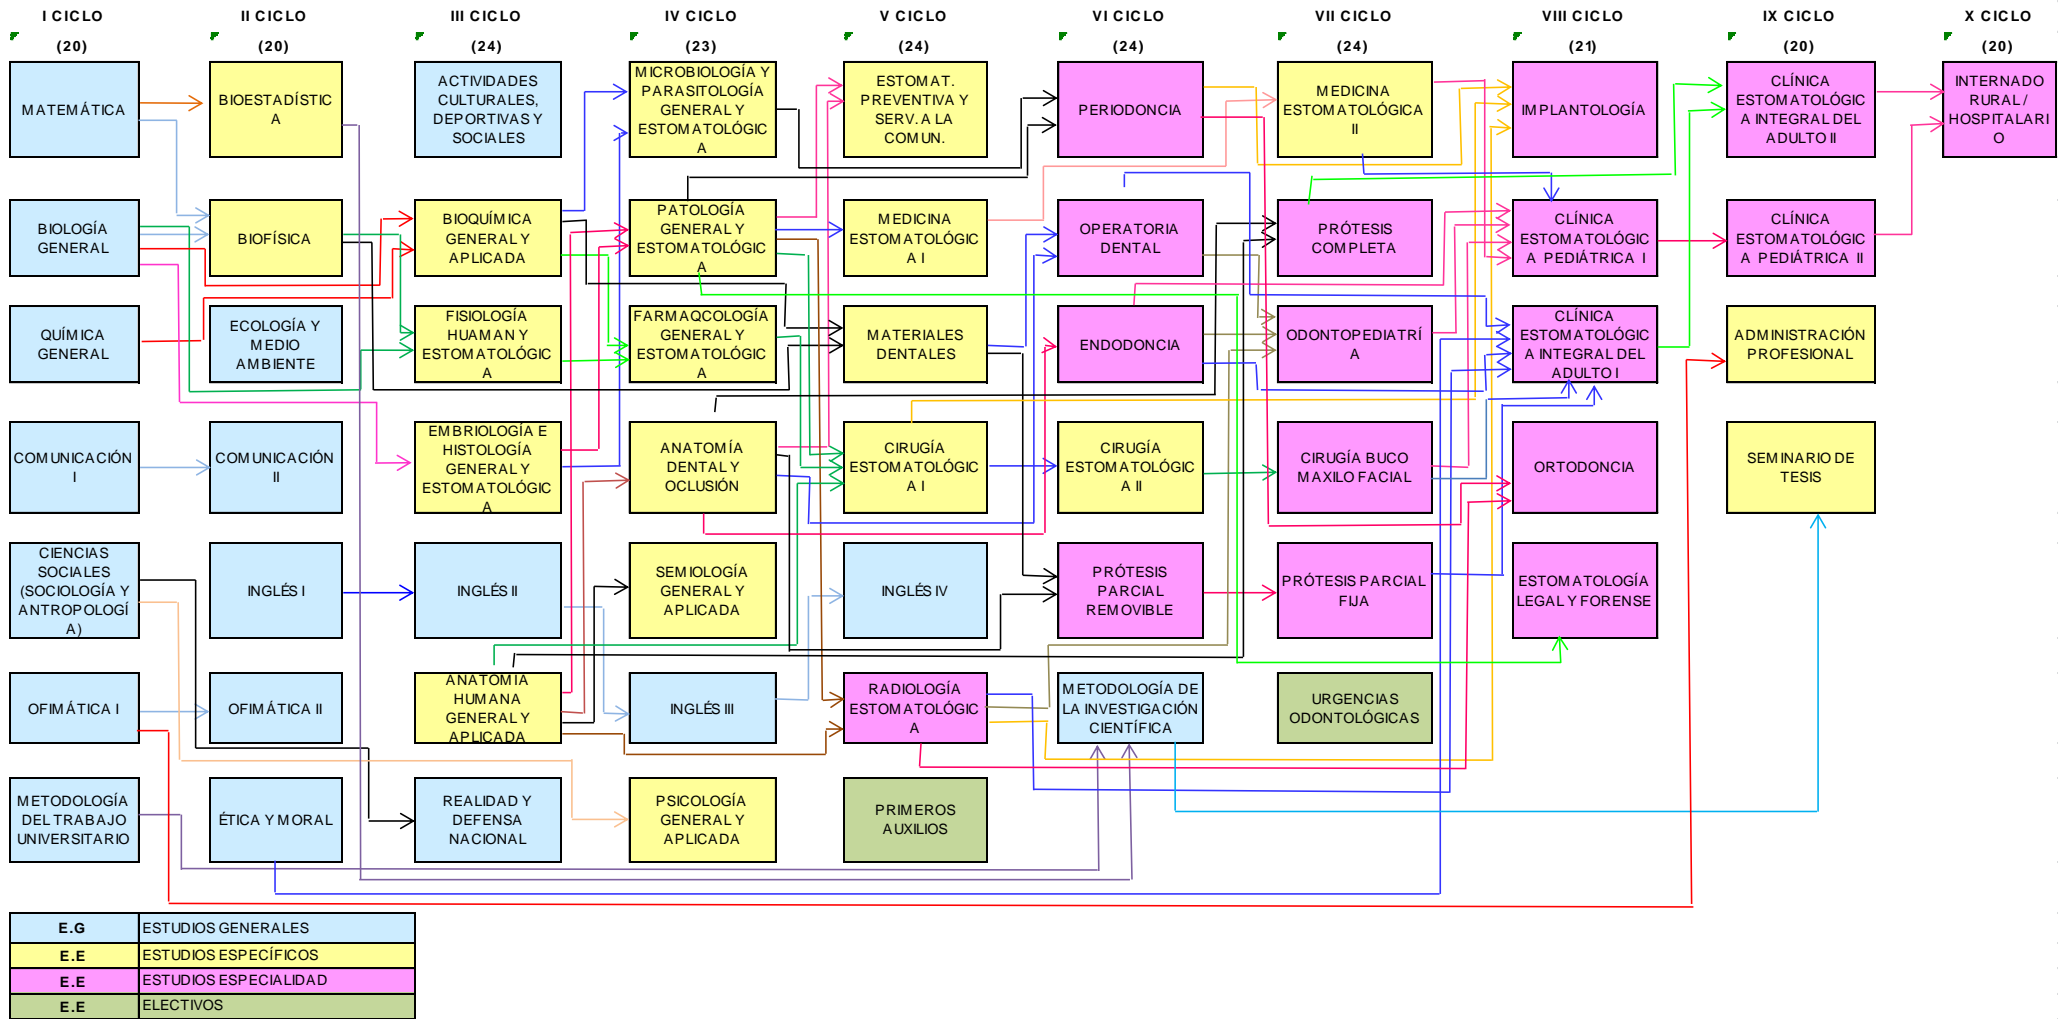 I CICLO
II CICLO
III CICLO
IV CICLO
V CICLO
VI CICLO
VII CICLO
VIII CICLO
IX CICLO
X CICLO
(20)
(20)
(24)
(23)
(24)
(24)
(24)
(21)
(20)
(20)
MATEMÁTICA
BIOESTADÍSTIC
A
ACTIVIDADES
CULTURALES,
DEPORTIVAS Y
SOCIALES
MICROBIOLOGÍA Y
PARASITOLOGÍA
GENERAL Y
ESTOMATOLÓGIC
A
ESTOMAT.
PREVENTIVA Y
SERV. A LA
COMUN.
PERIODONCIA
MEDICINA
ESTOMATOLÓGICA
II
IMPLANTOLOGÍA
CLÍNICA
ESTOMATOLÓGIC
A INTEGRAL DEL
ADULTO II
INTERNADO
RURAL /
HOSPITALARI
O
BIOLOGÍA
GENERAL
BIOFÍSICA
BIOQUÍMICA
GENERAL Y
APLICADA
PATOLOGÍA
GENERAL Y
ESTOMATOLÓGIC
A
MEDICINA
ESTOMATOLÓGIC
A I
OPERATORIA
DENTAL
PRÓTESIS
COMPLETA
CLÍNICA
ESTOMATOLÓGIC
A PEDIÁTRICA I
CLÍNICA
ESTOMATOLÓGIC
A PEDIÁTRICA II
QUÍMICA
GENERAL
ECOLOGÍA Y
MEDIO
AMBIENTE
FISIOLOGÍA
HUAMAN Y
ESTOMATOLÓGIC
A
FARMAQCOLOGÍA
GENERAL Y
ESTOMATOLÓGIC
A
MATERIALES
DENTALES
ENDODONCIA
ODONTOPEDIATRÍ
A
CLÍNICA
ESTOMATOLÓGIC
A INTEGRAL DEL
ADULTO I
ADMINISTRACIÓN
PROFESIONAL
COMUNICACIÓN
I
COMUNICACIÓN
II
EMBRIOLOGÍA E
HISTOLOGÍA
GENERAL Y
ESTOMATOLÓGIC
A
ANATOMÍA
DENTAL Y
OCLUSIÓN
CIRUGÍA
ESTOMATOLÓGIC
A I
CIRUGÍA
ESTOMATOLÓGIC
A II
CIRUGÍA BUCO
MAXILO FACIAL
ORTODONCIA
SEMINARIO DE
TESIS
CIENCIAS
SOCIALES
(SOCIOLOGÍA Y
ANTROPOLOGÍ
A)
INGLÉS I
INGLÉS II
SEMIOLOGÍA
GENERAL Y
APLICADA
INGLÉS IV
PRÓTESIS
PARCIAL
REMOVIBLE
PRÓTESIS PARCIAL
FIJA
ESTOMATOLOGÍA
LEGAL Y FORENSE
OFIMÁTICA I
OFIMÁTICA II
ANATOMÍA
HUMANA
GENERAL Y
APLICADA
INGLÉS III
RADIOLOGÍA
ESTOMATOLÓGIC
A
METODOLOGÍA DE
LA INVESTIGACIÓN
CIENTÍFICA
URGENCIAS
ODONTOLÓGICAS
METODOLOGÍA
DEL TRABAJO
UNIVERSITARIO
ÉTICA Y MORAL
REALIDAD Y
DEFENSA
NACIONAL
PSICOLOGÍA
GENERAL Y
APLICADA
PRIMEROS
AUXILIOS
E.G ESTUDIOS GENERALES
E.E ESTUDIOS ESPECÍFICOS
E.E ESTUDIOS ESPECIALIDAD
E.E ELECTIVOS